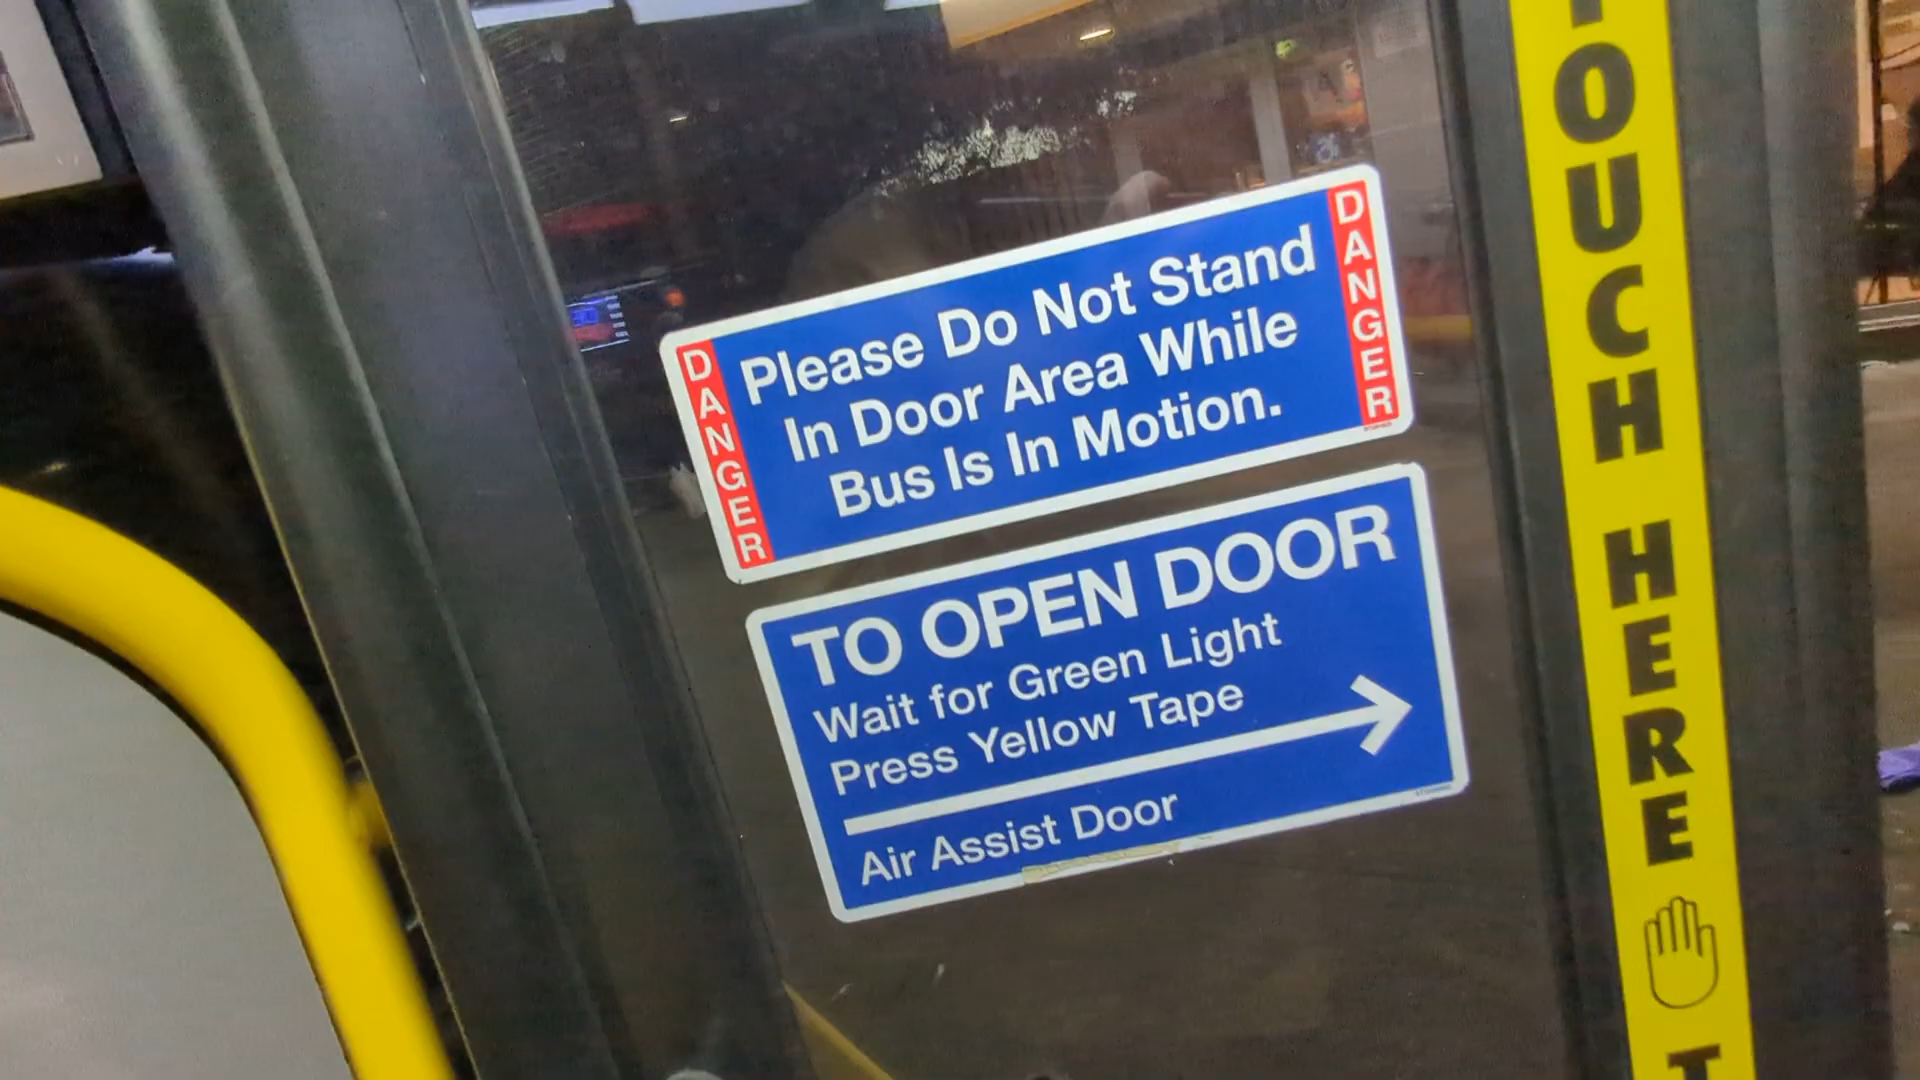 DANGER
Please Do Not Stand
In Door Area While
Bus Is In Motion.
DANGER
TO OPEN DOOR
Wait for Green Light
Press Yellow Tape
Air Assist Door
TOUCH HERE
T